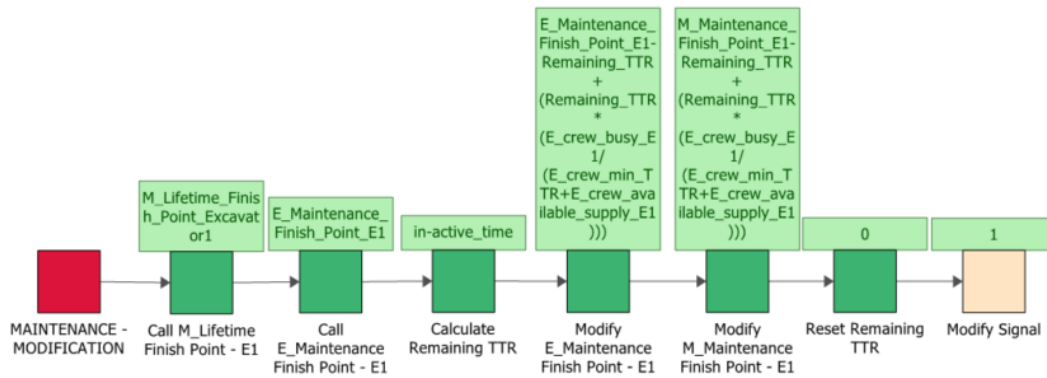 E_Maintenance_
Finish_Point_E1-
Remaining_TTR
+
(Remaining_TTR
*
(E_crew_busy_E
1/
(E_crew_min_T
TR+E_crew_ava
ilable_supply_E1
)))
M_Maintenance_
Finish_Point_E1-
Remaining_TTR
+
(Remaining_TTR
*
(E_crew_busy_E
1/
(E_crew_min_T
TR+E_crew_ava
ilable_supply_E1
)))
M_Lifetime_Finis
h_Point_Excavat
or1
E_Maintenance_
Finish_Point_E1
in-active_time
0
1
MAINTENANCE -
MODIFICATION
Call M_Lifetime
Finish Point - E1
Call
E_Maintenance
Finish Point - E1
Calculate
Remaining TTR
Modify
E_Maintenance
Finish Point - E1
Modify
M_Maintenance
Finish Point - E1
Reset Remaining
TTR
Modify Signal